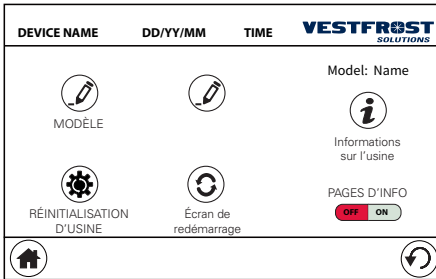 DEVICE NAME DD/YY/MM TIME VESTFROST
SOLUTIONS
Model: Name
MODÈLE
Informations
sur l'usine
RÉINITIALISATION
D'USINE
Écran de
redémarrage
PAGES D'INFO
OFF ON